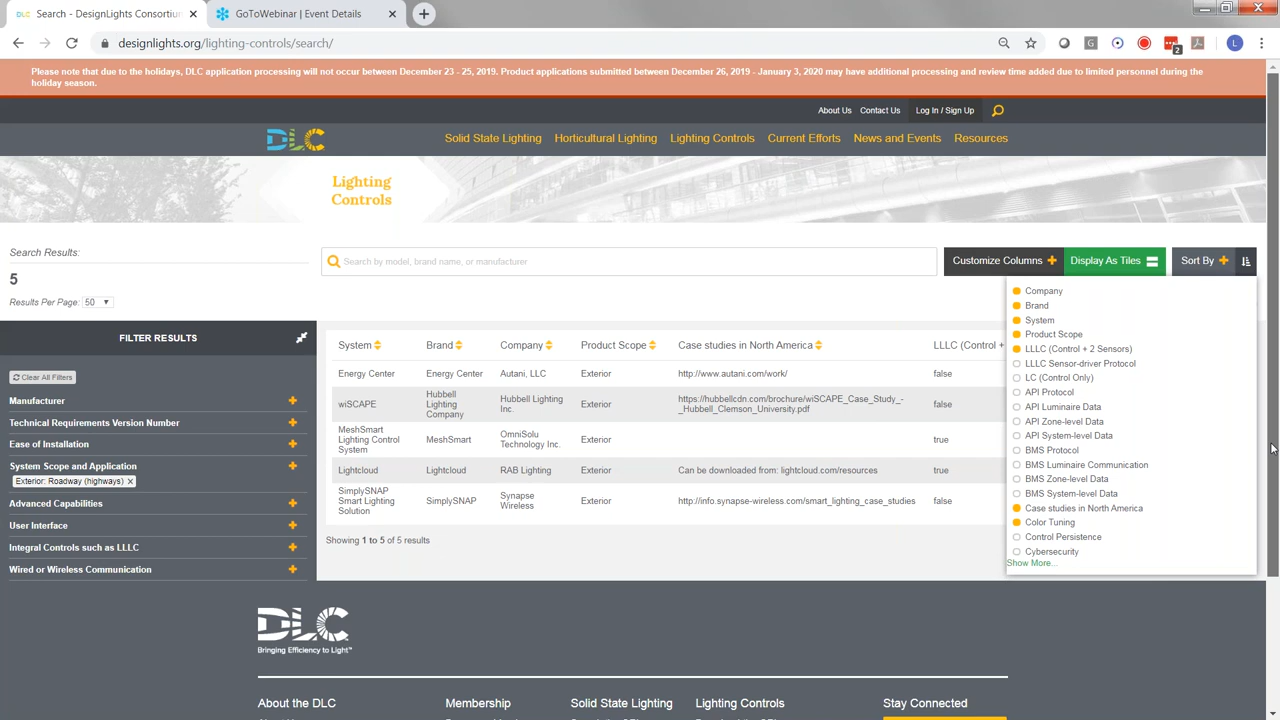 Search - DesignLights Consortium
GoToWebinar | Event Details
designlights.org/lighting-controls/search/
G
2
L
Please note that due to the holidays, DLC application processing will not occur between December 23 - 25, 2019. Product applications submitted between December 26, 2019 - January 3, 2020 may have additional processing and review time added due to limited personnel during the
holiday season.
About Us Contact Us Log In / Sign Up
DLC
Solid State Lighting Horticultural Lighting Lighting Controls Current Efforts News and Events Resources
Lighting
Controls
Search Results:
5
Results Per Page: 50
Search by model, brand name, or manufacturer
Customize Columns
Display As Tiles
Sort By
Company
Brand
System
Product Scope
LLLC (Control + 2 Sensors)
LLLC Sensor-driver Protocol
LC (Control Only)
API Protocol
API Luminaire Data
API Zone-level Data
API System-level Data
BMS Protocol
BMS Luminaire Communication
BMS Zone-level Data
BMS System-level Data
Case studies in North America
Color Tuning
Control Persistence
Cybersecurity
Show More...
FILTER RESULTS
Clear All Filters
Manufacturer
Technical Requirements Version Number
Ease of Installation
System Scope and Application
Exterior: Roadway (highways) x
Advanced Capabilities
User Interface
Integral Controls such as LLLC
Wired or Wireless Communication
System Brand Company Product Scope Case studies in North America LLLC (Control +
Energy Center Energy Center Autani, LLC Exterior http://www.autani.com/work/ false
wiSCAPE Hubbell Lighting Company Hubbell Lighting Inc. Exterior https://hubbellcdn.com/brochure/wiSCAPE_Case_Study_-_Hubbell_Clemson_University.pdf false
MeshSmart Lighting Control System MeshSmart OmniSolu Technology Inc. Exterior true
Lightcloud Lightcloud RAB Lighting Exterior Can be downloaded from: lightcloud.com/resources true
SimplySNAP Smart Lighting Solution SimplySNAP Synapse Wireless Exterior http://info.synapse-wireless.com/smart_lighting_case_studies false
Showing 1 to 5 of 5 results
DLC
Bringing Efficiency to Light™
About the DLC Membership Solid State Lighting Lighting Controls Stay Connected